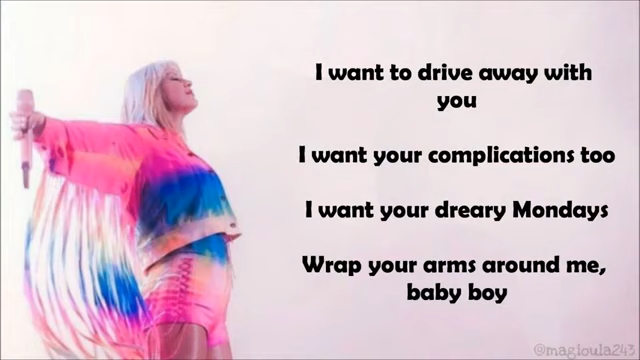 I want to drive away with
you
I want your complications too
I want your dreary Mondays
Wrap your arms around me,
baby boy
@magioula243